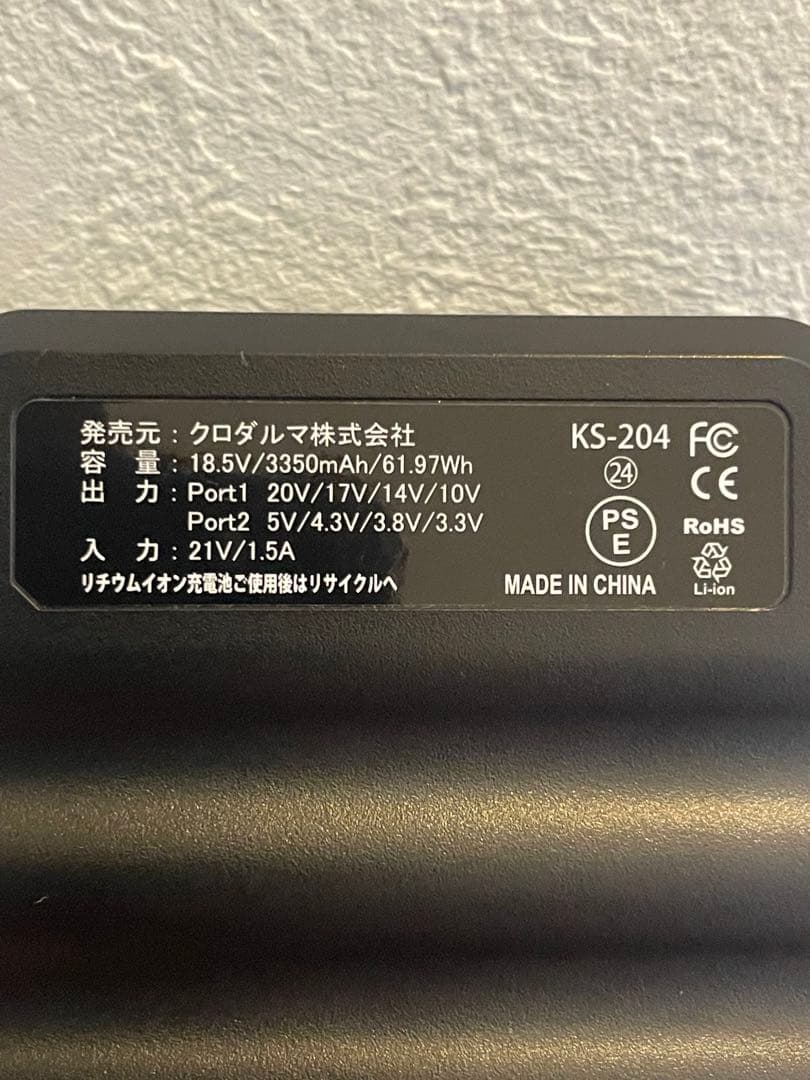 発売元：クロダルマ株式会社
容　量：18.5V/3350mAh/61.97Wh
出　力：Port1 20V/17V/14V/10V
Port2 5V/4.3V/3.8V/3.3V
入　力：21V/1.5A
リチウムイオン充電池ご使用後はリサイクルへ
KS-204
㉔
PS
E
MADE IN CHINA
FC
CE
RoHS
Li-ion